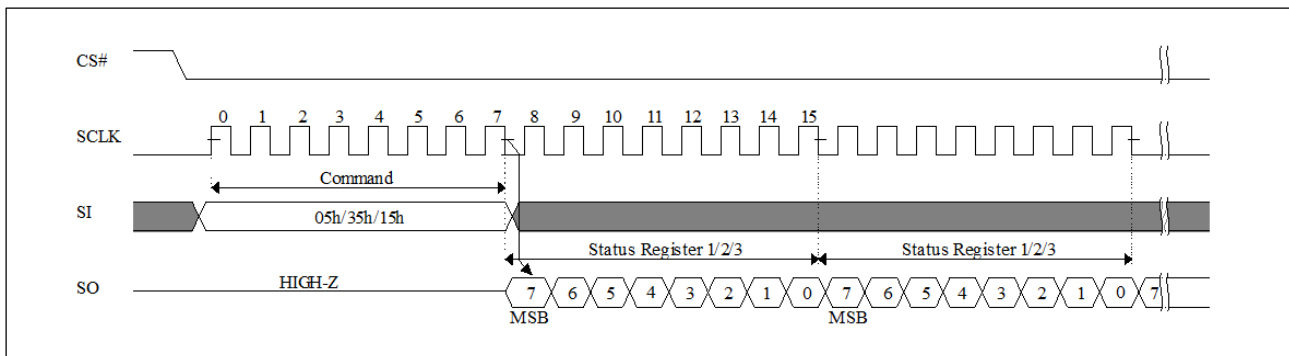 CS#
0 1 2 3 4 5 6 7 8 9 10 11 12 13 14 15
SCLK
Command
SI 05h/35h/15h
Status Register 1/2/3 Status Register 1/2/3
SO HIGH-Z 7 6 5 4 3 2 1 0 7 6 5 4 3 2 1 0 7
MSB MSB